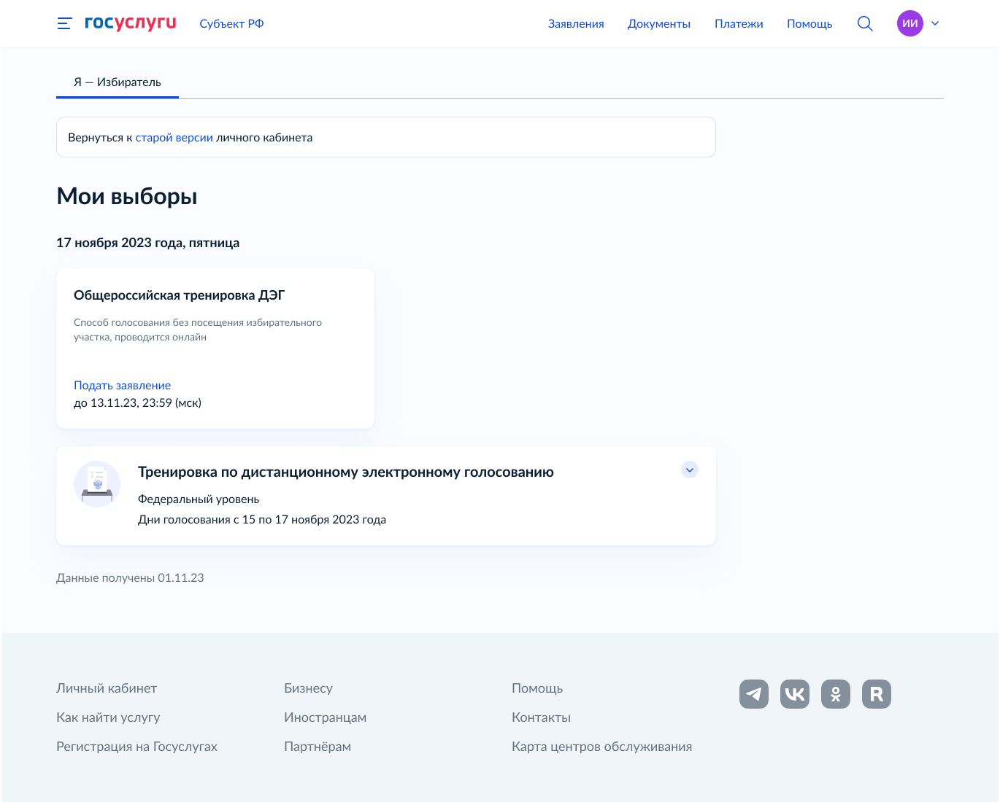 госуслуги Субъект РФ Заявления Документы Платежи Помощь ИИ
Я — Избиратель
Вернуться к старой версии личного кабинета
Мои выборы
17 ноября 2023 года, пятница
Общероссийская тренировка ДЭГ
Способ голосования без посещения избирательного
участка, проводится онлайн
Подать заявление
до 13.11.23, 23:59 (мск)
Тренировка по дистанционному электронному голосованию
Федеральный уровень
Дни голосования с 15 по 17 ноября 2023 года
Данные получены 01.11.23
Личный кабинет Бизнесу Помощь
Как найти услугу Иностранцам Контакты
Регистрация на Госуслугах Партнёрам Карта центров обслуживания